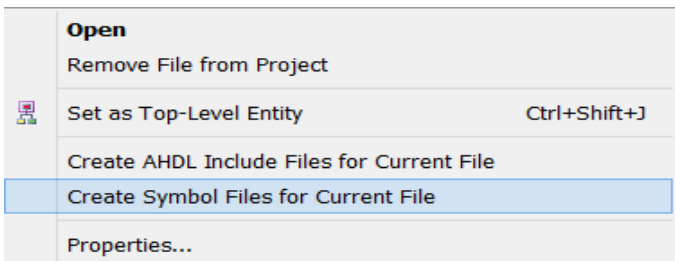 Open
Remove File from Project
Set as Top-Level Entity Ctrl+Shift+J
Create AHDL Include Files for Current File
Create Symbol Files for Current File
Properties...